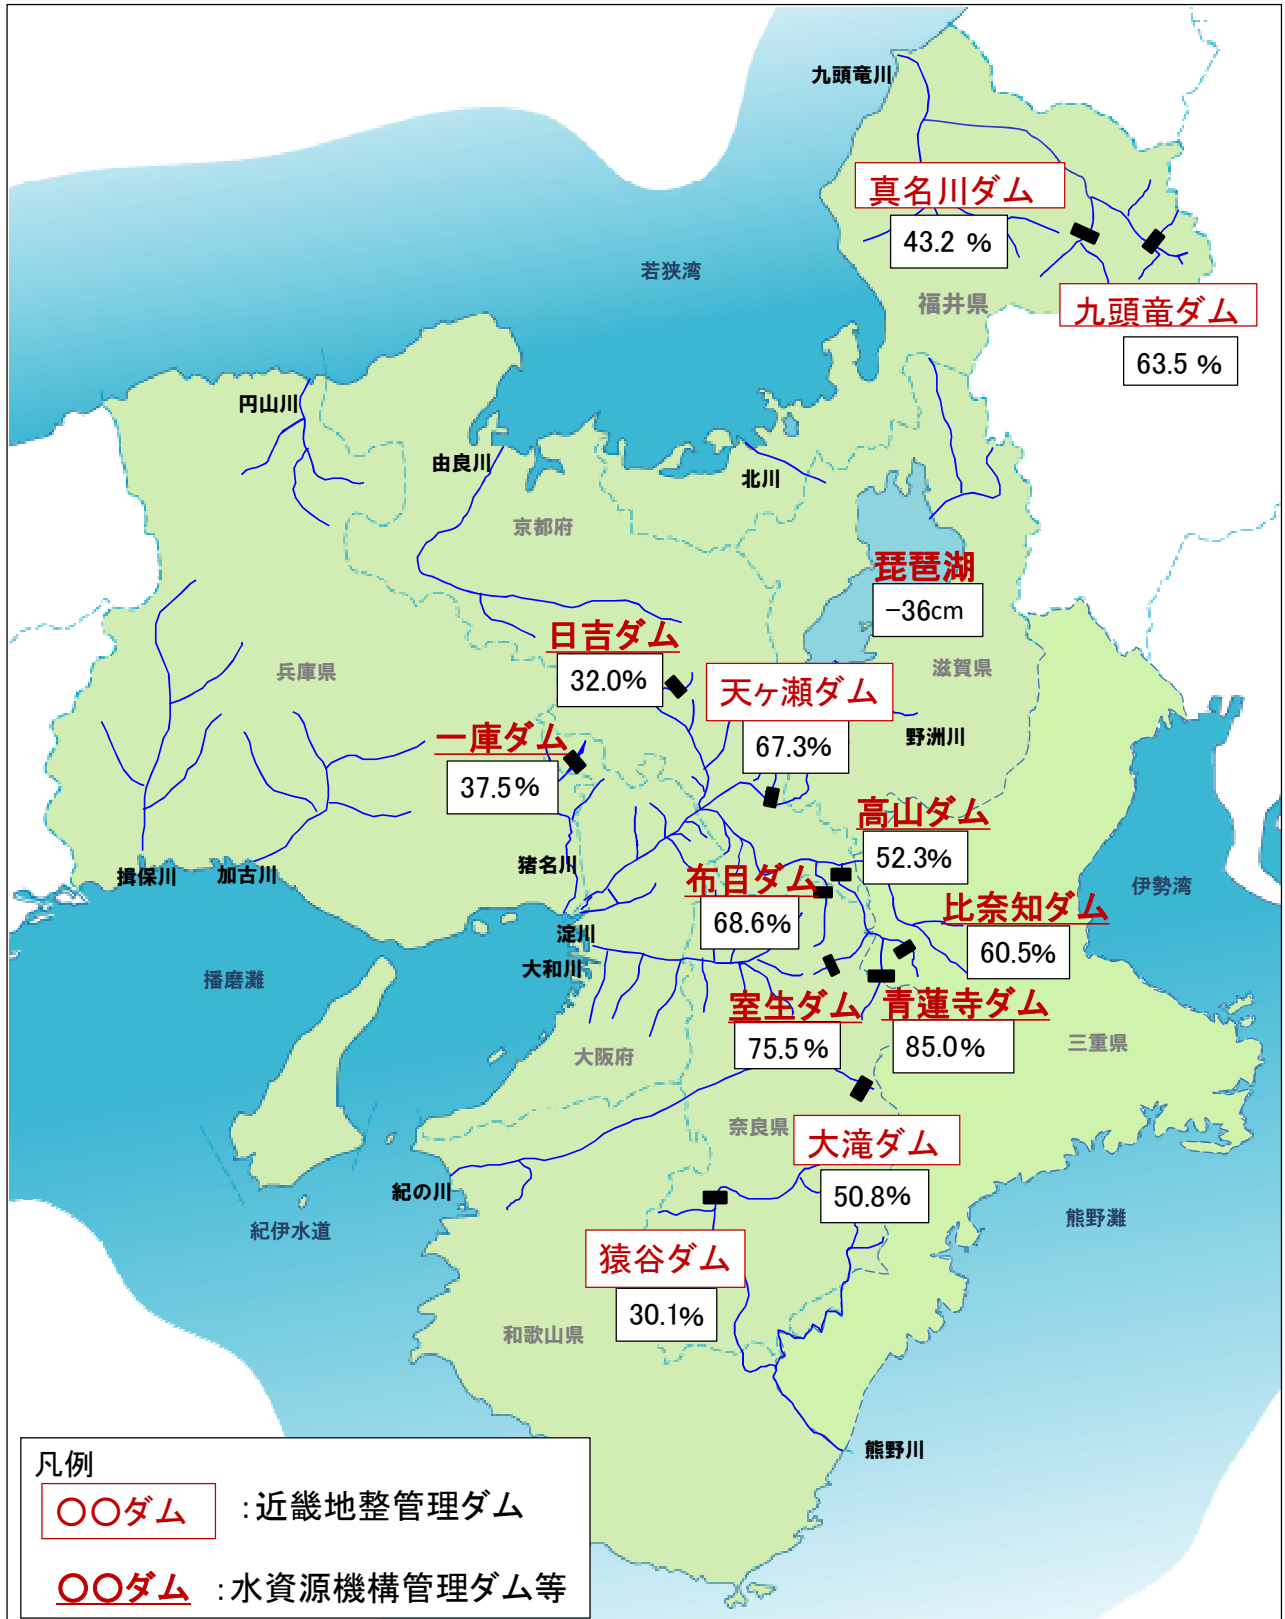 九頭竜川
真名川ダム
43.2 %
若狭湾
福井県
九頭竜ダム
63.5 %
円山川
由良川
北川
京都府
琵琶湖
-36cm
日吉ダム
32.0%
兵庫県
滋賀県
天ヶ瀬ダム
67.3%
野洲川
一庫ダム
37.5%
高山ダム
52.3%
猪名川
揖保川
加古川
布目ダム
68.6%
伊勢湾
比奈知ダム
60.5%
淀川
大和川
播磨灘
室生ダム
75.5%
青蓮寺ダム
85.0%
大阪府
三重県
奈良県
大滝ダム
50.8%
紀の川
紀伊水道
熊野灘
猿谷ダム
30.1%
和歌山県
熊野川
凡例
〇〇ダム :近畿地整管理ダム
〇〇ダム :水資源機構管理ダム等